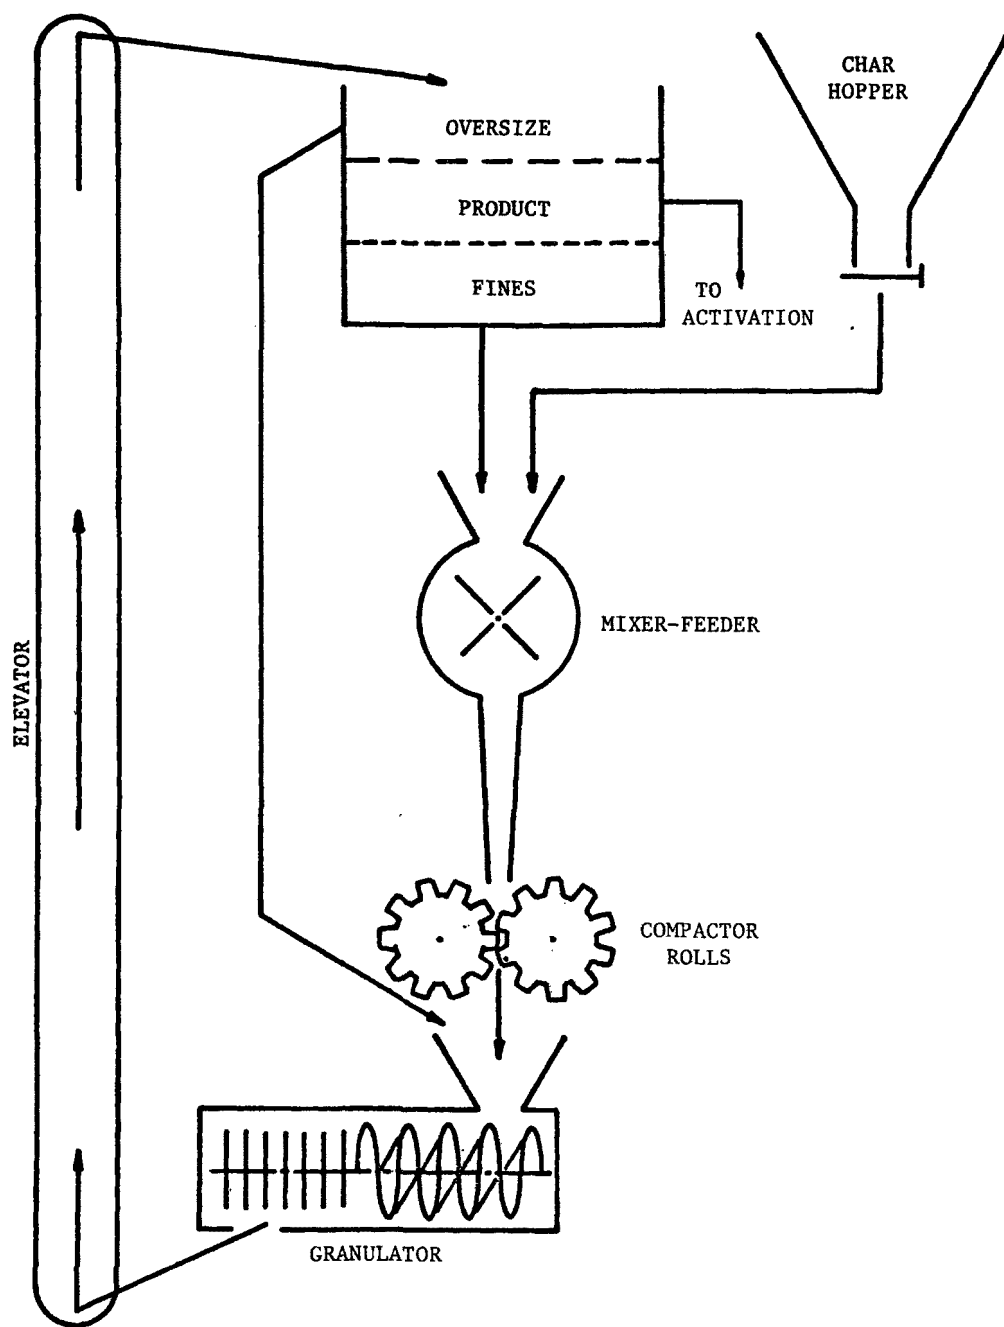 CHAR
HOPPER
OVERSIZE
PRODUCT
FINES
TO
ACTIVATION
MIXER-FEEDER
ELEVATOR
COMPACTOR
ROLLS
GRANULATOR